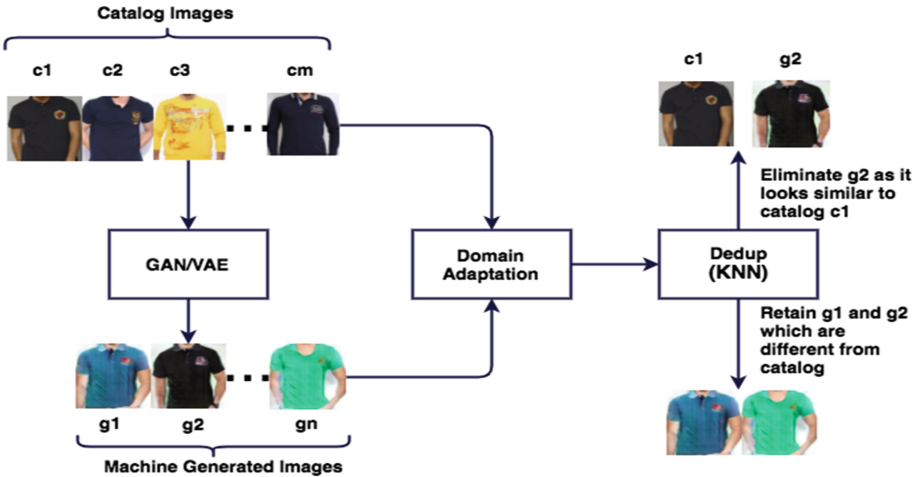 Catalog Images
c1 c2 c3 cm
c1 g2
Eliminate g2 as it
looks similar to
catalog c1
GAN/VAE
Domain
Adaptation
Dedup
(KNN)
Retain g1 and g2
which are
different from
catalog
g1 g2 gn
Machine Generated Images